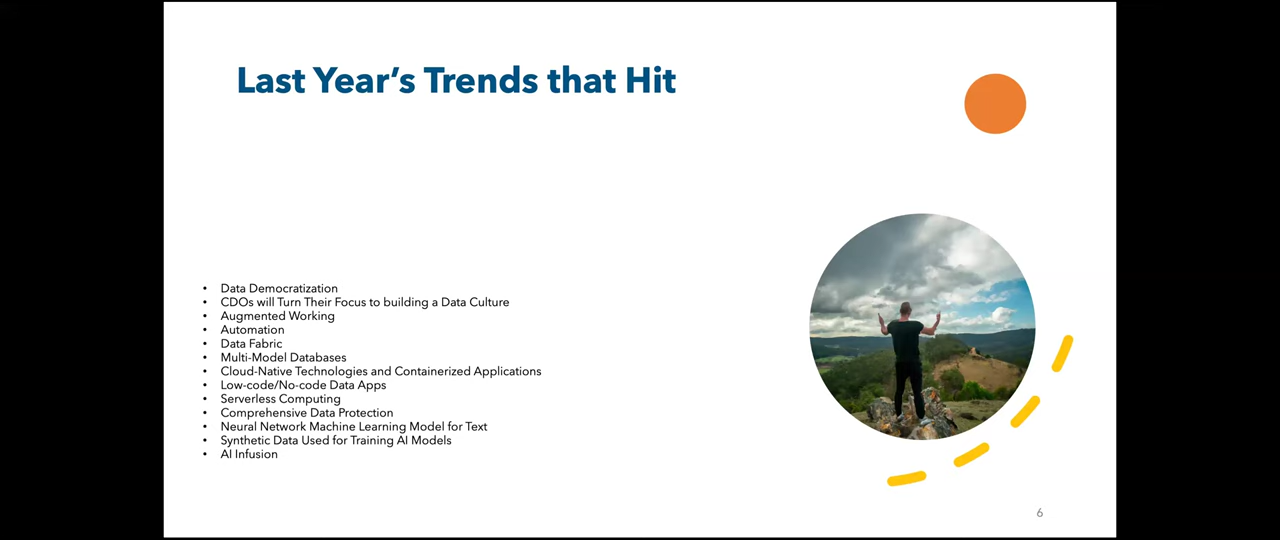 Last Year’s Trends that Hit
• Data Democratization
• CDOs will Turn Their Focus to building a Data Culture
• Augmented Working
• Automation
• Data Fabric
• Multi-Model Databases
• Cloud-Native Technologies and Containerized Applications
• Low-code/No-code Data Apps
• Serverless Computing
• Comprehensive Data Protection
• Neural Network Machine Learning Model for Text
• Synthetic Data Used for Training AI Models
• AI Infusion
6